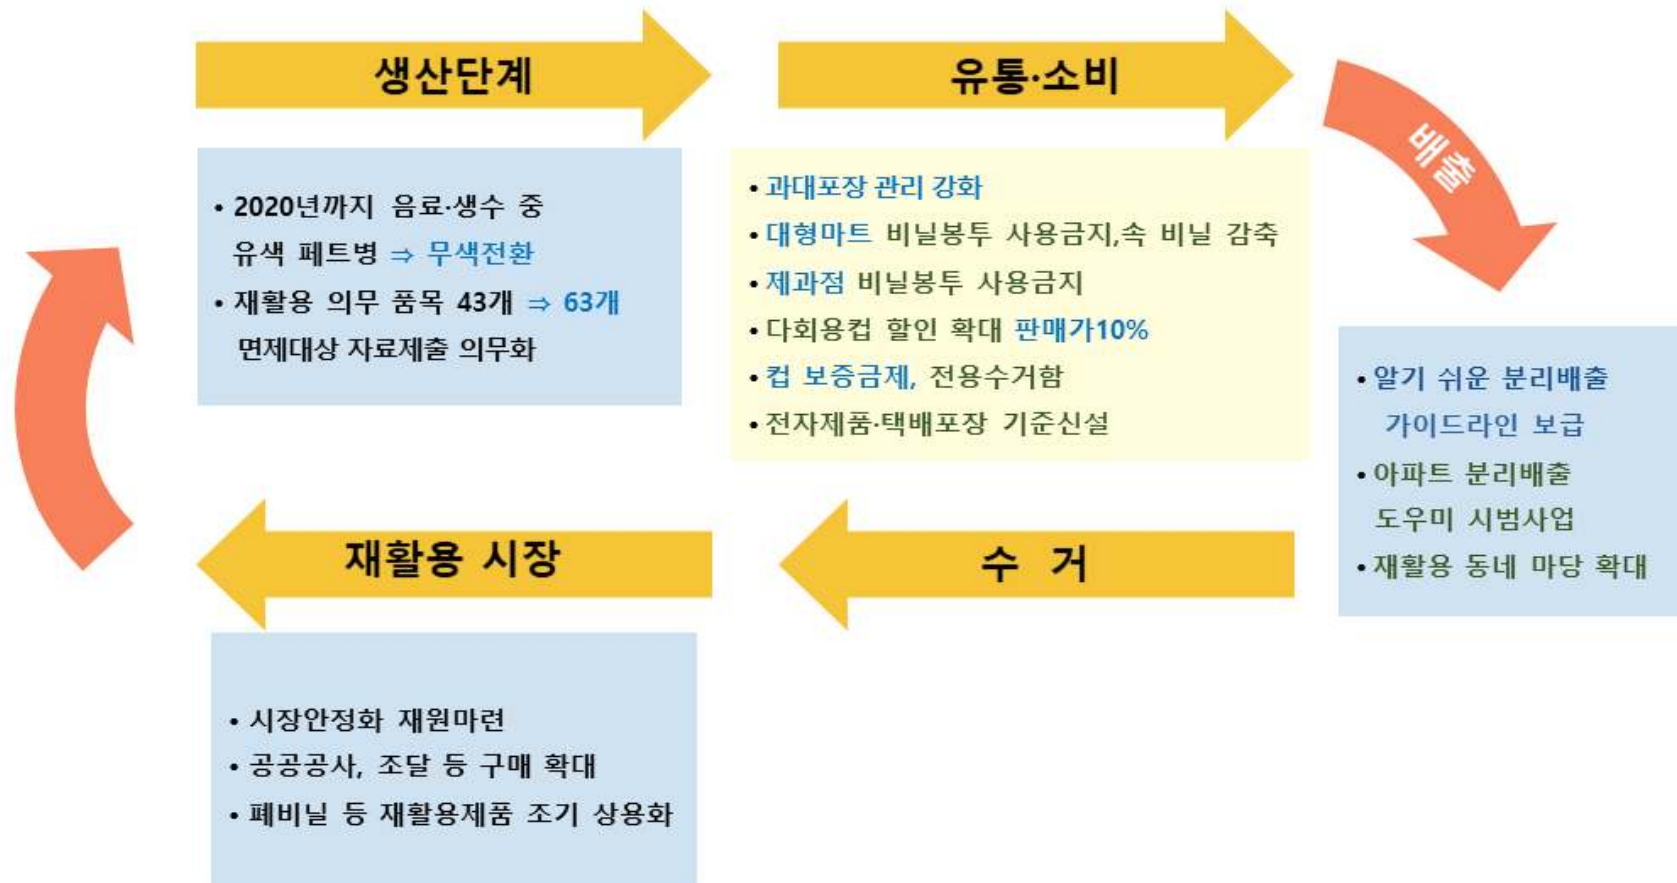 생산단계
• 2020년까지 음료·생수 중
유색 페트병 ⇒ 무색전환
• 재활용 의무 품목 43개 ⇒ 63개
면제대상 자료제출 의무화
유통·소비
• 과대포장 관리 강화
• 대형마트 비닐봉투 사용금지,속 비닐 감축
• 제과점 비닐봉투 사용금지
• 다회용컵 할인 확대 판매가10%
• 컵 보증금제, 전용수거함
• 전자제품·택배포장 기준신설
배출
• 알기 쉬운 분리배출
가이드라인 보급
• 아파트 분리배출
도우미 시범사업
• 재활용 동네 마당 확대
수 거
재활용 시장
• 시장안정화 재원마련
• 공공공사, 조달 등 구매 확대
• 폐비닐 등 재활용제품 조기 상용화